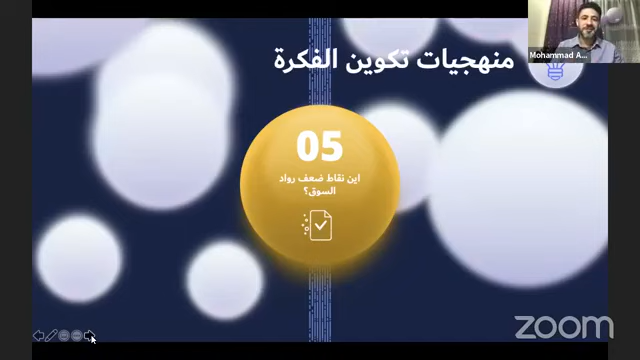 منهجيات تكوين الفكرة
Mohammad A...
05
اين نقاط ضعف رواد
السوق؟
zoom